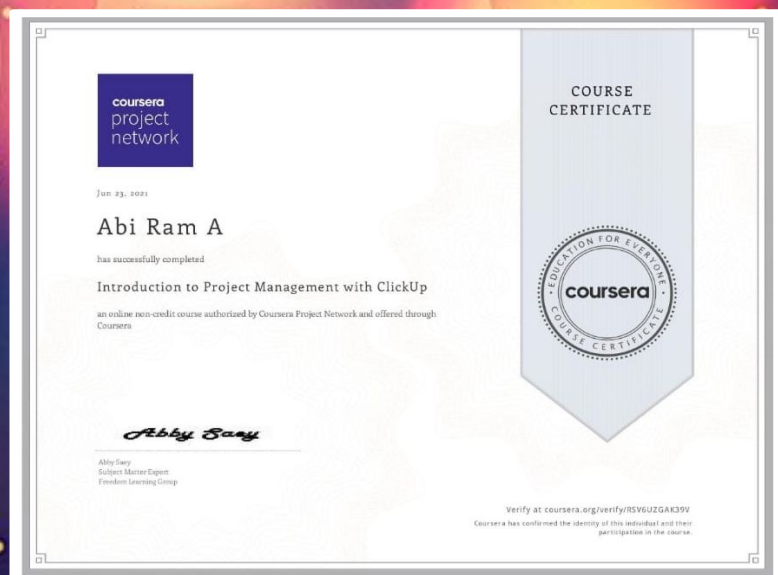 coursera
project
network
COURSE
CERTIFICATE
Jun 23, 2021
Abi Ram A
has successfully completed
Introduction to Project Management with ClickUp
an online non-credit course authorized by Coursera Project Network and offered through
Coursera
EDUCATION FOR EVERYONE
coursera
COURSE CERTIFICATE
Abby Saey
Abby Saey
Subject Matter Expert
Freedom Learning Group
Verify at coursera.org/verify/RSV6UZGAK39V
Coursera has confirmed the identity of this individual and their
participation in the course.